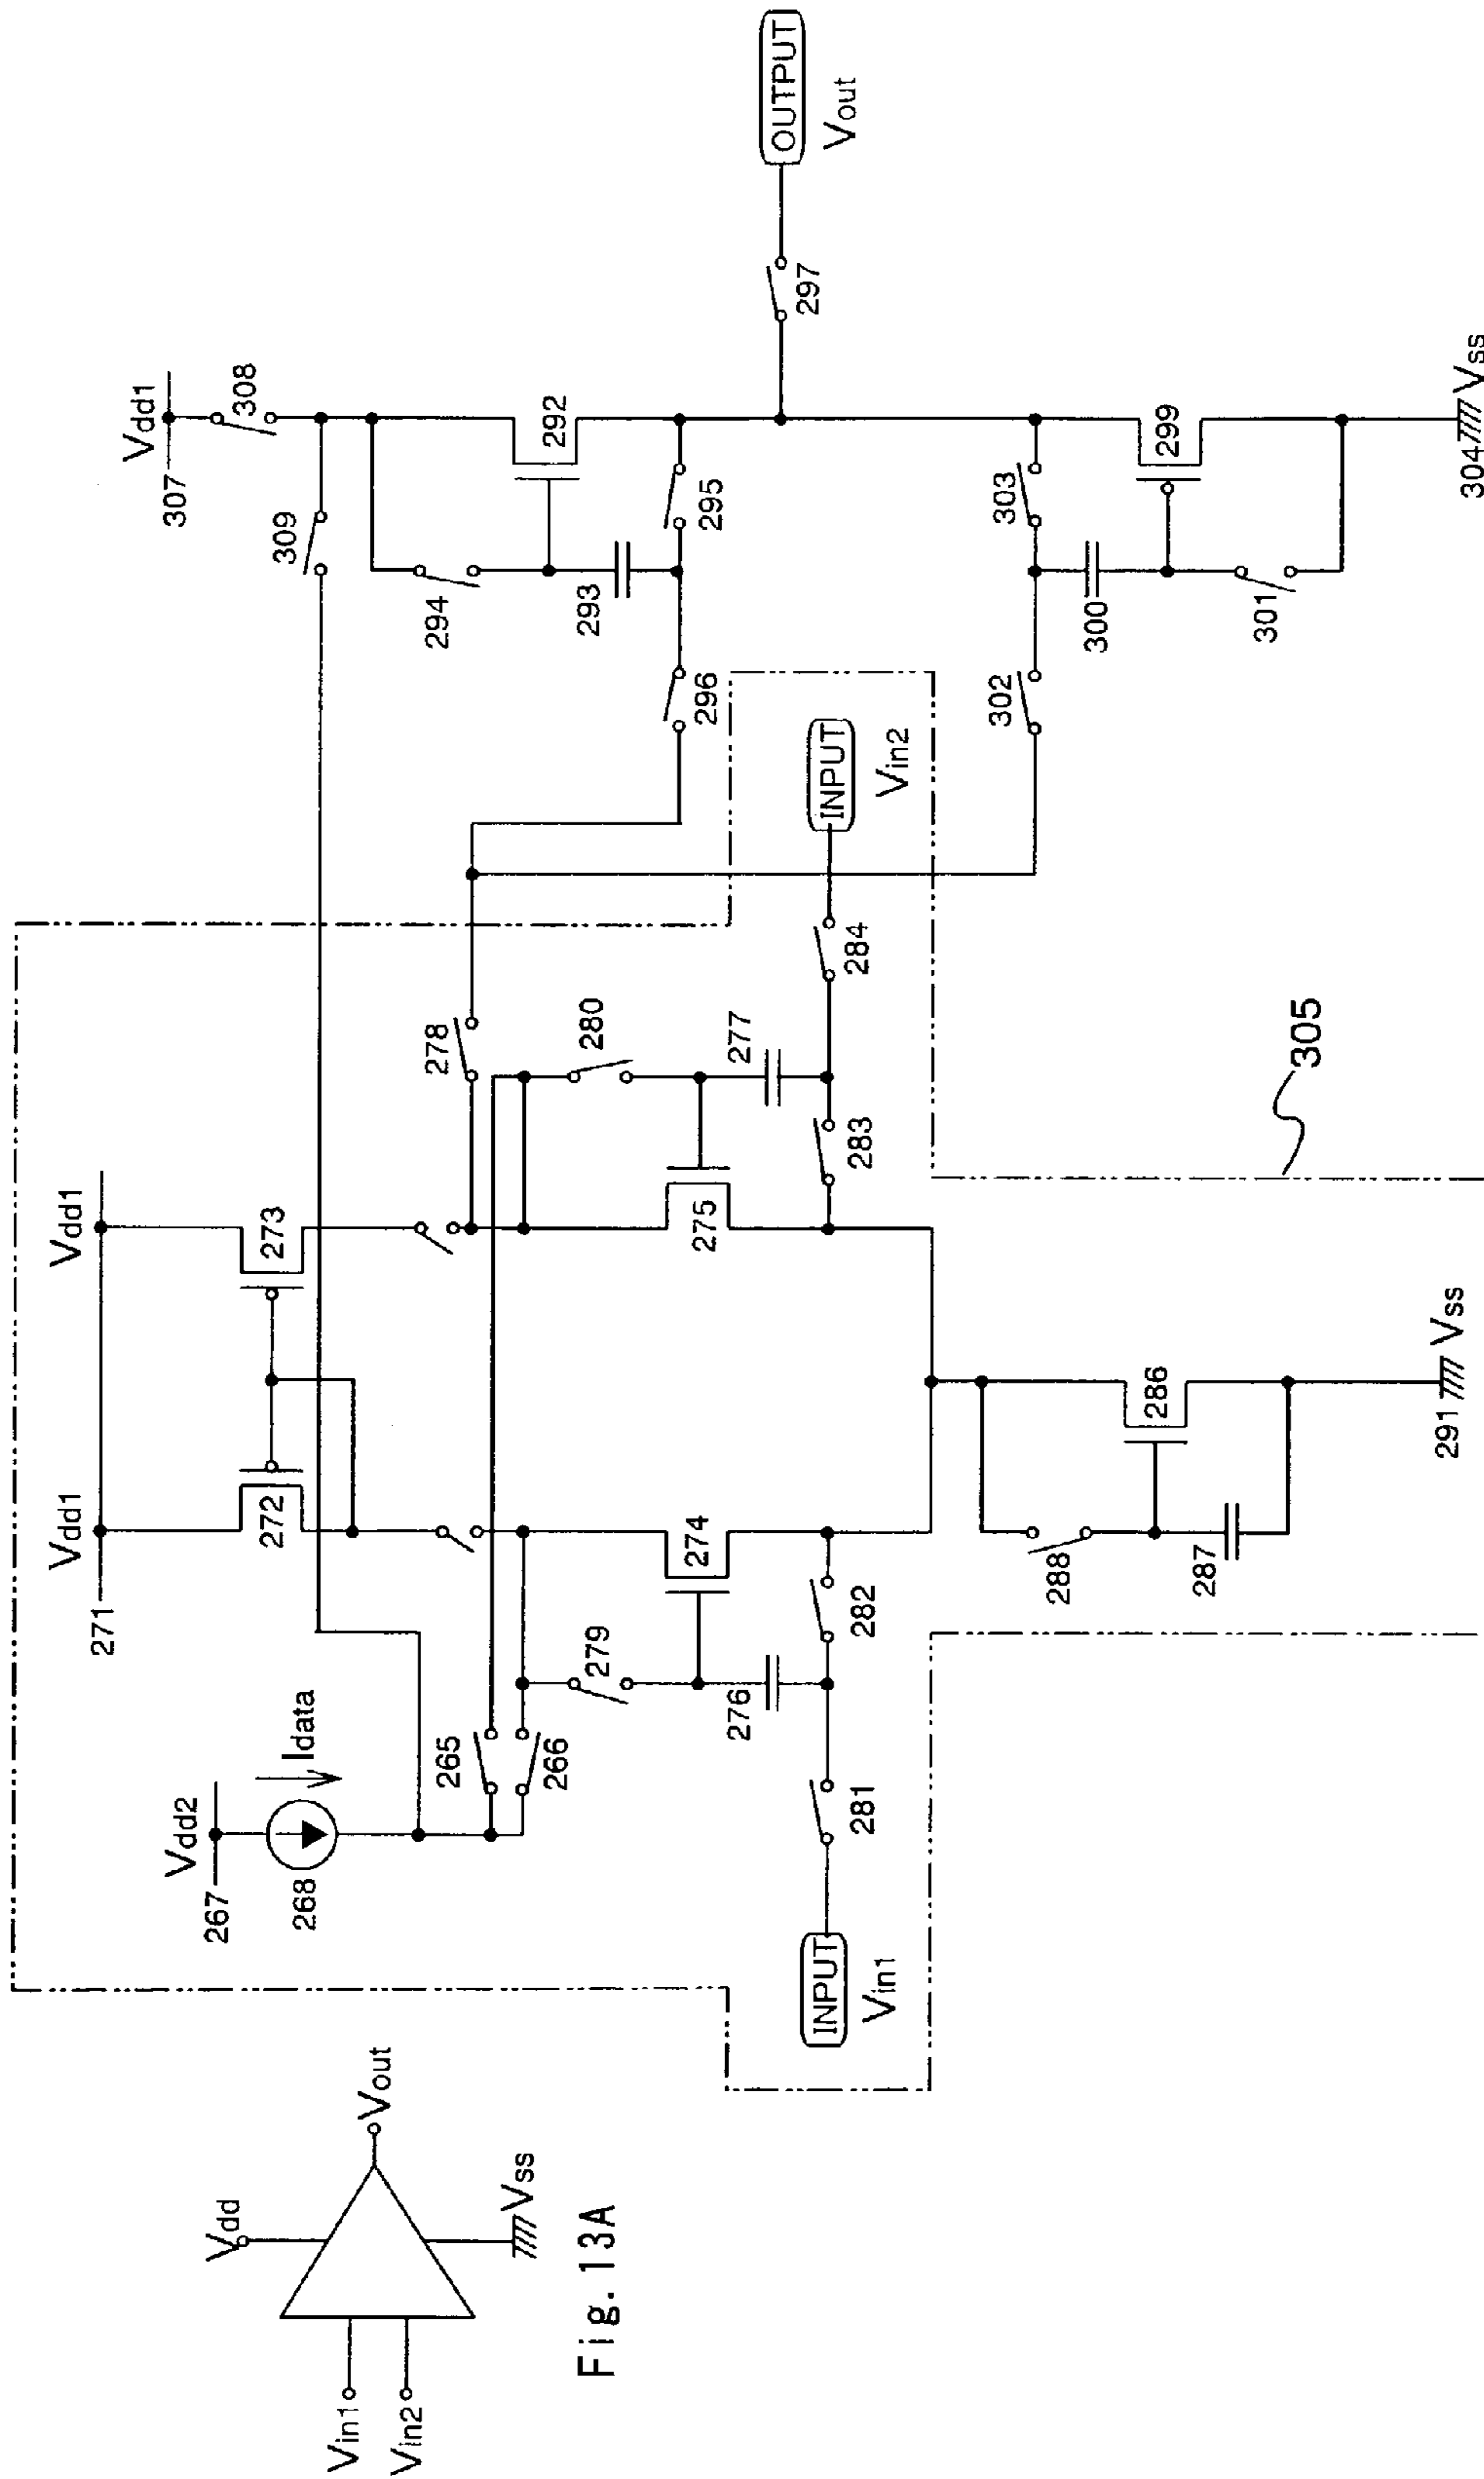 Vdd
Vin1
Vin2
Vout
Vss
Fig. 13A
Vdd2
267
268
Idata
271
Vdd1
Vdd1
272
273
265
266
279
276
274
281
282
INPUT
Vin1
278
280
277
275
283
284
INPUT
Vin2
288
287
286
291
Vss
305
Vdd1
307
308
309
294
292
293
295
296
297
OUTPUT
Vout
302
303
300
299
301
304
Vss